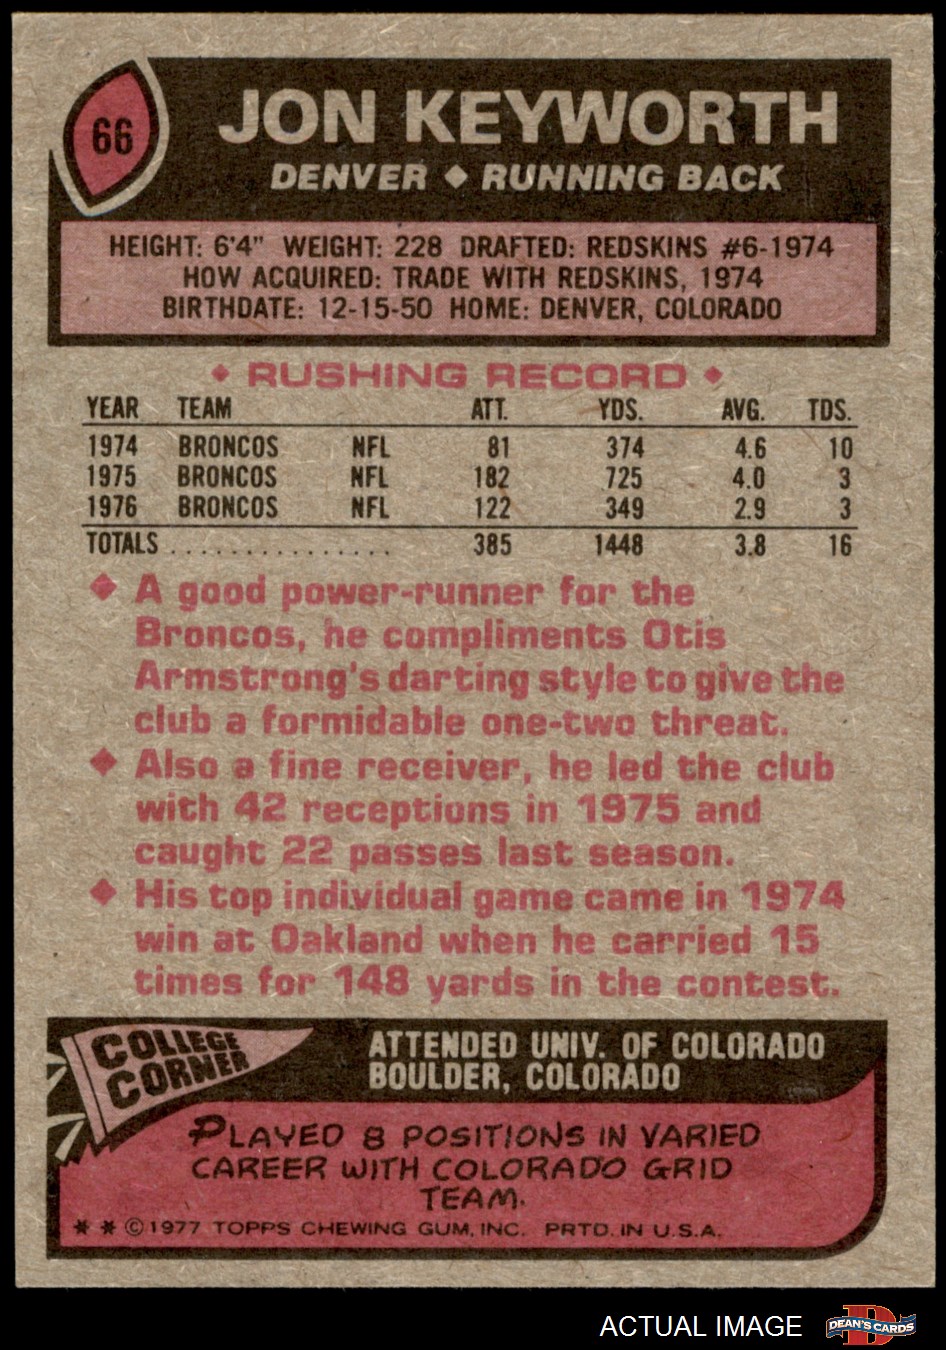 66
JON KEYWORTH
DENVER ◆ RUNNING BACK
HEIGHT: 6'4" WEIGHT: 228 DRAFTED: REDSKINS #6-1974
HOW ACQUIRED: TRADE WITH REDSKINS, 1974
BIRTHDATE: 12-15-50 HOME: DENVER, COLORADO
◆ RUSHING RECORD ◆
YEAR TEAM ATT. YDS. AVG. TDS.
1974 BRONCOS NFL 81 374 4.6 10
1975 BRONCOS NFL 182 725 4.0 3
1976 BRONCOS NFL 122 349 2.9 3
TOTALS ................ 385 1448 3.8 16
◆ A good power-runner for the
Broncos, he compliments Otis
Armstrong's darting style to give the
club a formidable one-two threat.
◆ Also a fine receiver, he led the club
with 42 receptions in 1975 and
caught 22 passes last season.
◆ His top individual game came in 1974
win at Oakland when he carried 15
times for 148 yards in the contest.
COLLEGE
CORNER
ATTENDED UNIV. OF COLORADO
BOULDER, COLORADO
PLAYED 8 POSITIONS IN VARIED
CAREER WITH COLORADO GRID
TEAM.
* * © 1977 TOPPS CHEWING GUM, INC. PRTD. IN U.S.A.
ACTUAL IMAGE
D
DEAN'S CARDS